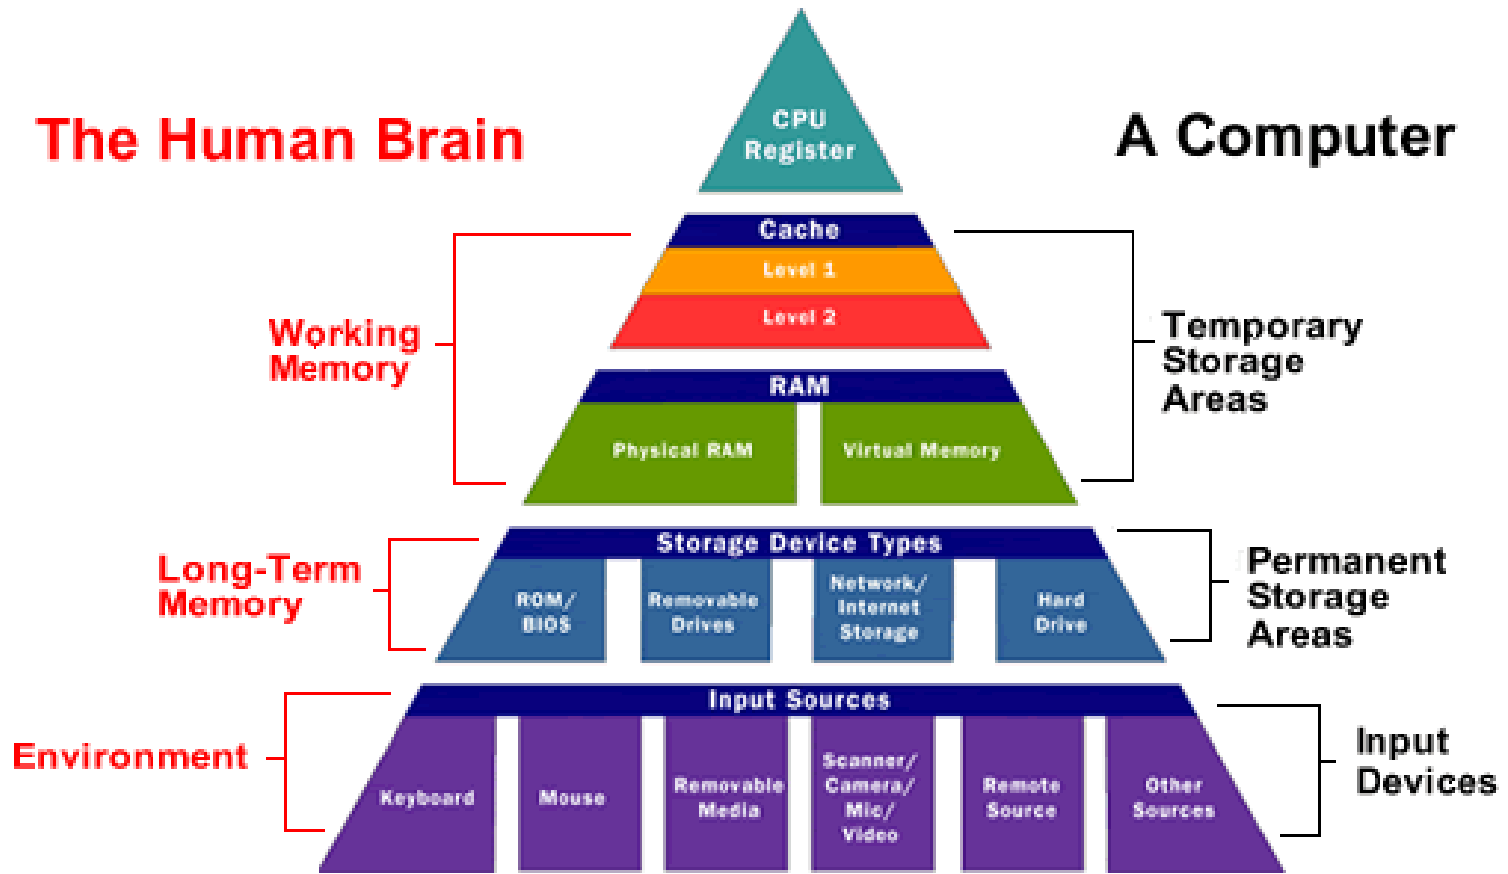 The Human Brain
A Computer
CPU
Register
Cache
Level 1
Level 2
Working
Memory
Temporary
Storage
Areas
RAM
Physical RAM
Virtual Memory
Long-Term
Memory
Storage Device Types
ROM/
BIOS
Removable
Drives
Network/
Internet
Storage
Hard
Drive
Permanent
Storage
Areas
Environment
Input Sources
Keyboard
Mouse
Removable
Media
Scanner/
Camera/
Mic/
Video
Remote
Source
Other
Sources
Input
Devices